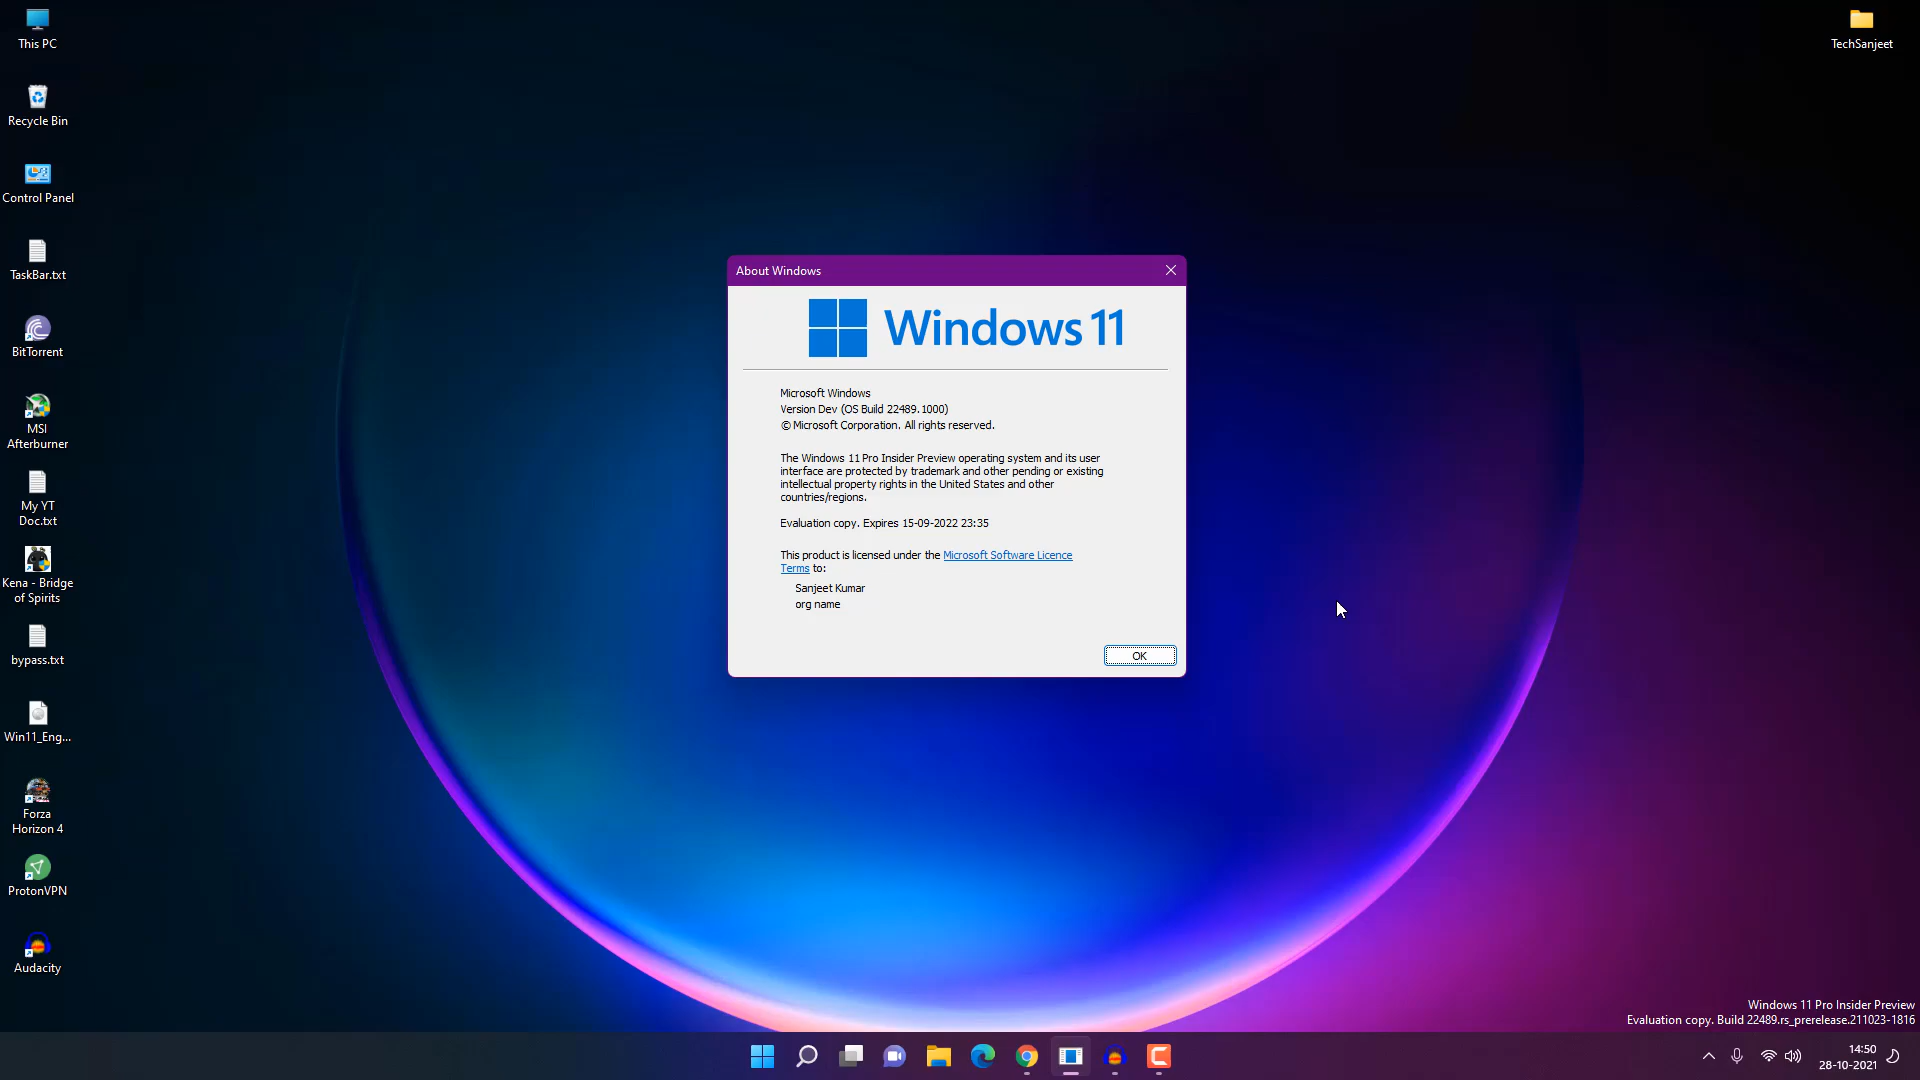 This PC
Recycle Bin
Control Panel
TaskBar.txt
BitTorrent
MSI
Afterburner
My YT
Doc.txt
Kena - Bridge
of Spirits
bypass.txt
Win11_Eng...
Forza
Horizon 4
ProtonVPN
Audacity
TechSanjeet
About Windows
Windows 11
Microsoft Windows
Version Dev (OS Build 22489.1000)
© Microsoft Corporation. All rights reserved.
The Windows 11 Pro Insider Preview operating system and its user
interface are protected by trademark and other pending or existing
intellectual property rights in the United States and other
countries/regions.
Evaluation copy. Expires 15-09-2022 23:35
This product is licensed under the Microsoft Software Licence
Terms to:
Sanjeet Kumar
org name
OK
Windows 11 Pro Insider Preview
Evaluation copy. Build 22489.rs_prerelease.211023-1816
14:50
28-10-2021